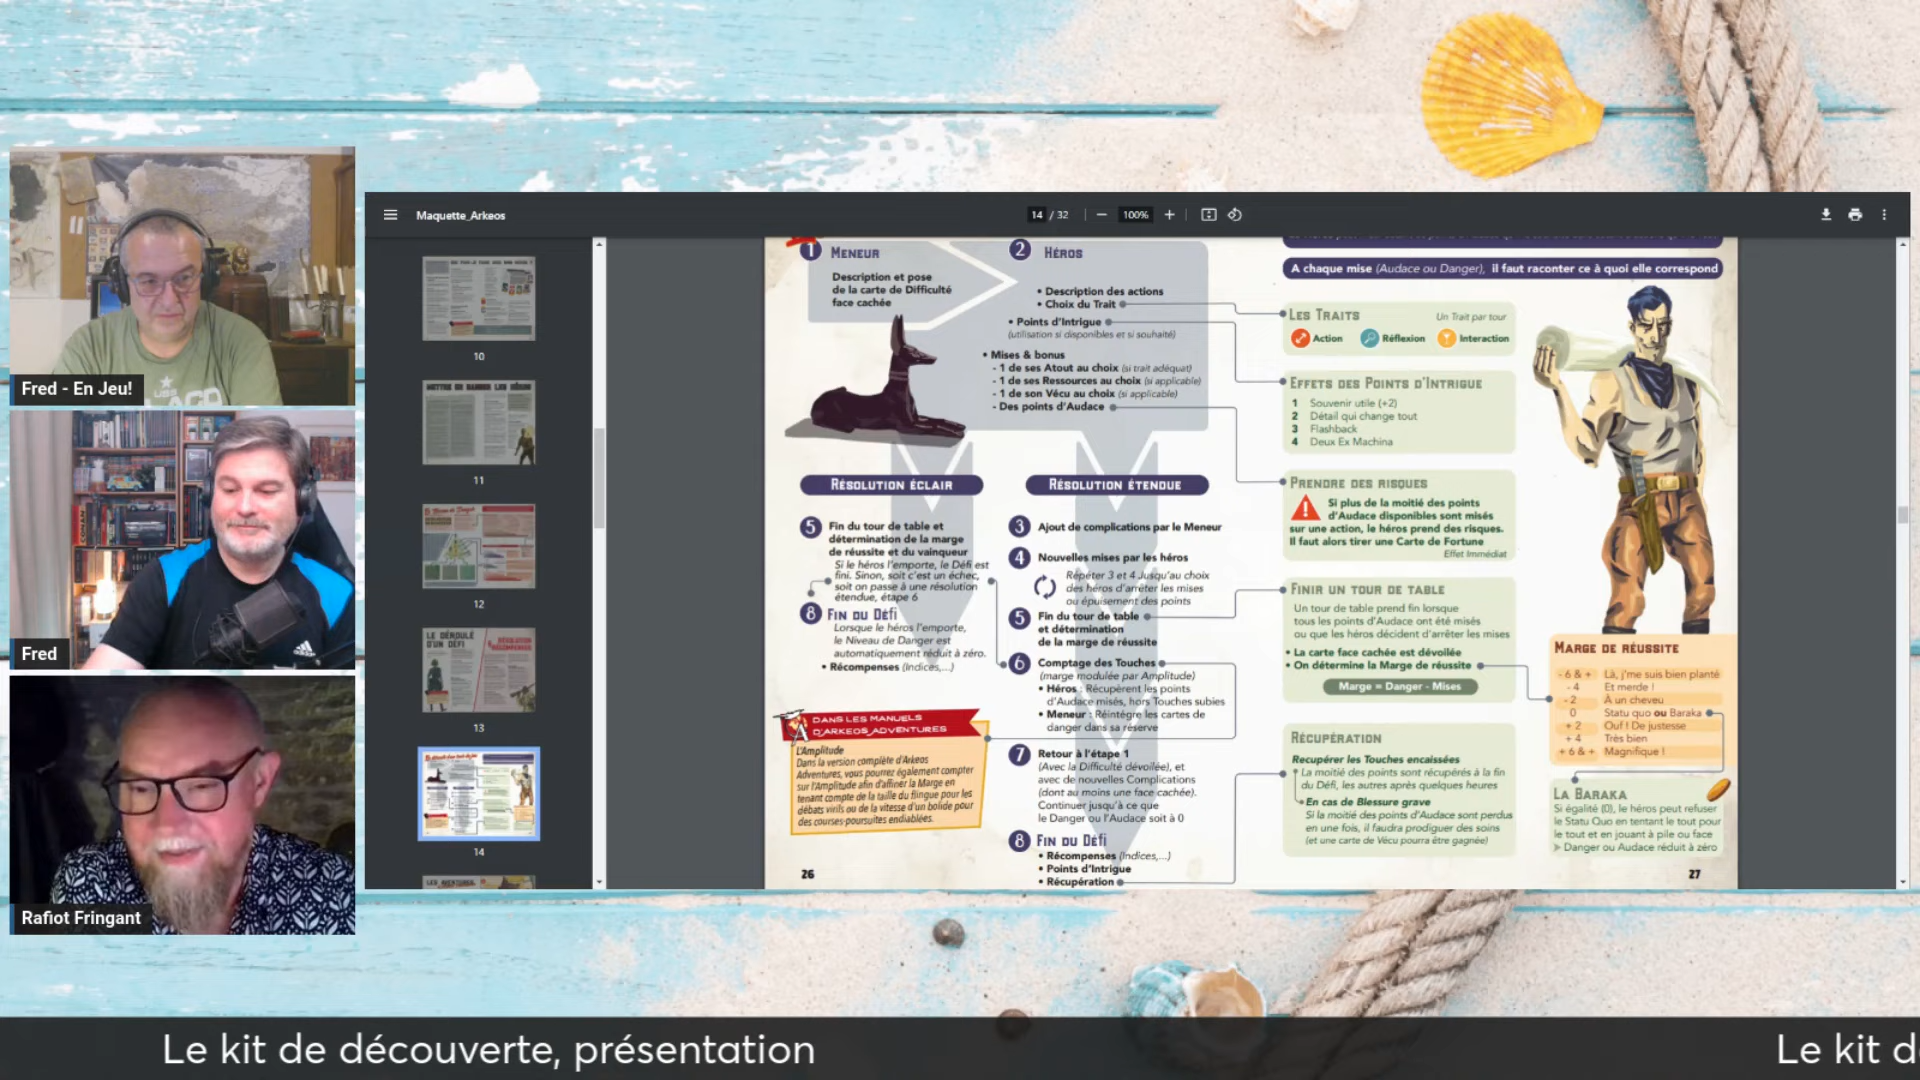 Maquette_Arkeos
14 / 32
100%
10
11
12
13
14
Fred - En Jeu!
Fred
Rafiot Fringant
1 Meneur
Description et pose
de la carte de Difficulté
face cachée
2 Héros
• Description des actions
• Choix du Trait
• Points d'Intrigue
(utilisation si disponibles et si souhaité)
• Mises & bonus
- 1 de ses Atout au choix (si trait adéquat)
- 1 de ses Ressources au choix (si applicable)
- 1 de son Vécu au choix (si applicable)
- Des points d'Audace
Résolution éclair
5 Fin du tour de table et
détermination de la marge
de réussite et du vainqueur
Si le héros l'emporte, le Défi est
fini. Sinon, soit c'est un échec,
soit on passe à une résolution
étendue, étape 6
8 Fin du Défi
Lorsque le héros l'emporte,
le Niveau de Danger est
automatiquement réduit à zéro.
• Récompenses (Indices,...)
Dans les manuels
d'Arkeos Adventures
L'Amplitude
Dans la version complète d'Arkeos
Adventures, vous pourrez également compter
sur l'Amplitude afin d'affiner la Marge en
tenant compte de la taille du flingue pour les
débats virils ou de la vitesse d'un bolide pour
des courses-poursuites endiablées.
26
Résolution étendue
3 Ajout de complications par le Meneur
4 Nouvelles mises par les héros
Répéter 3 et 4 Jusqu'au choix
des héros d'arrêter les mises
ou épuisement des points
5 Fin du tour de table
et détermination
de la marge de réussite
6 Comptage des Touches
(marge modulée par Amplitude)
• Héros : Récupèrent les points
d'Audace misés, hors Touches subies
• Meneur : Réintègre les cartes de
danger dans sa réserve
7 Retour à l'étape 1
(Avec la Difficulté dévoilée), et
avec de nouvelles Complications
(dont au moins une face cachée).
Continuer jusqu'à ce que
le Danger ou l'Audace soit à 0
8 Fin du Défi
• Récompenses (Indices,...)
• Points d'Intrigue
• Récupération
A chaque mise (Audace ou Danger), il faut raconter ce à quoi elle correspond
Les Traits
Un Trait par tour
Action Réflexion Interaction
Effets des Points d'Intrigue
1 Souvenir utile (+2)
2 Détail qui change tout
3 Flashback
4 Deux Ex Machina
Prendre des risques
Si plus de la moitié des points
d'Audace disponibles sont misés
sur une action, le héros prend des risques.
Il faut alors tirer une Carte de Fortune
Effet Immédiat
Finir un tour de table
Un tour de table prend fin lorsque
tous les points d'Audace ont été misés
ou que les héros décident d'arrêter les mises
• La carte face cachée est dévoilée
• On détermine la Marge de réussite
Marge = Danger - Mises
Récupération
Recupérer les Touches encaissées
La moitié des points sont récupérés à la fin
du Défi, les autres après quelques heures
En cas de Blessure grave
Si la moitié des points d'Audace sont perdus
en une fois, il faudra prodiguer des soins
(et une carte de Vécu pourra être gagnée)
Marge de réussite
- 6 & + Là, j'me suis bien planté
- 4 Et merde !
- 2 À un cheveu
0 Statu quo ou Baraka
+ 2 Ouf ! De justesse
+ 4 Très bien
+ 6 & + Magnifique !
La Baraka
Si égalité (0), le héros peut refuser
le Statu Quo en tentant le tout pour
le tout et en jouant à pile ou face
Danger ou Audace réduit à zéro
27
Le kit de découverte, présentation
Le kit d